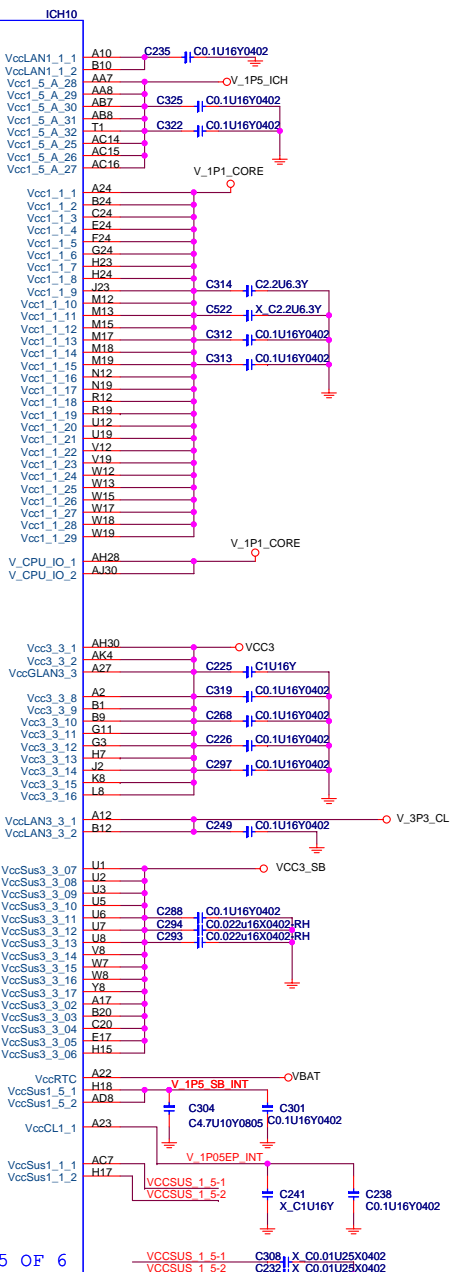 ICH10
VccLAN1_1_1 A10 C235 C0.1U16Y0402
VccLAN1_1_2 B10
Vcc1_5_A_28 AA7 V_1P5_ICH
Vcc1_5_A_29 AA8
Vcc1_5_A_30 AB7 C325 C0.1U16Y0402
Vcc1_5_A_31 AB8
Vcc1_5_A_32 T1 C322 C0.1U16Y0402
Vcc1_5_A_25 AC14
Vcc1_5_A_26 AC15
Vcc1_5_A_27 AC16
V_1P1_CORE
Vcc1_1_1 A24
Vcc1_1_2 B24
Vcc1_1_3 C24
Vcc1_1_4 E24
Vcc1_1_5 F24
Vcc1_1_6 G24
Vcc1_1_7 H23
Vcc1_1_8 H24
Vcc1_1_9 J23 C314 C2.2U6.3Y
Vcc1_1_10 M12
Vcc1_1_11 M13 C522 X_C2.2U6.3Y
Vcc1_1_12 M15
Vcc1_1_13 M17 C312 C0.1U16Y0402
Vcc1_1_14 M18
Vcc1_1_15 M19 C313 C0.1U16Y0402
Vcc1_1_16 N12
Vcc1_1_17 N19
Vcc1_1_18 R12
Vcc1_1_19 R19
Vcc1_1_20 U12
Vcc1_1_21 U19
Vcc1_1_22 V12
Vcc1_1_23 V19
Vcc1_1_24 W12
Vcc1_1_25 W13
Vcc1_1_26 W15
Vcc1_1_27 W17
Vcc1_1_28 W18
Vcc1_1_29 W19
V_1P1_CORE
V_CPU_IO_1 AH28
V_CPU_IO_2 AJ30
Vcc3_3_1 AH30 VCC3
Vcc3_3_2 AK4
VccGLAN3_3 A27 C225 C1U16Y
Vcc3_3_8 A2 C319 C0.1U16Y0402
Vcc3_3_9 B1
Vcc3_3_10 B9 C268 C0.1U16Y0402
Vcc3_3_11 G11
Vcc3_3_12 G3 C226 C0.1U16Y0402
Vcc3_3_13 H7
Vcc3_3_14 J2 C297 C0.1U16Y0402
Vcc3_3_15 K8
Vcc3_3_16 L8
VccLAN3_3_1 A12 V_3P3_CL
VccLAN3_3_2 B12 C249 C0.1U16Y0402
VccSus3_3_07 U1 VCC3_SB
VccSus3_3_08 U2
VccSus3_3_09 U3
VccSus3_3_10 U5
VccSus3_3_11 U6 C288 C0.1U16Y0402
VccSus3_3_12 U7 C294 C0.022u16X0402-RH
VccSus3_3_13 U8 C293 C0.022u16X0402-RH
VccSus3_3_14 V8
VccSus3_3_15 W7
VccSus3_3_16 W8
VccSus3_3_17 Y8
VccSus3_3_02 A17
VccSus3_3_03 B20
VccSus3_3_04 C20
VccSus3_3_05 E17
VccSus3_3_06 H15
VccRTC A22 VBAT
VccSus1_5_1 H18 V_1P5_SB_INT
VccSus1_5_2 AD8
C304 C301
C4.7U10Y0805 C0.1U16Y0402
VccCL1_1 A23
V_1P05EP_INT
VccSus1_1_1 AC7
VccSus1_1_2 H17
VCCSUS_1_5-1
VCCSUS_1_5-2
C241 C238
X_C1U16Y C0.1U16Y0402
5 OF 6
VCCSUS_1_5-1 C308 X_C0.01U25X0402
VCCSUS_1_5-2 C232 X_C0.01U25X0402